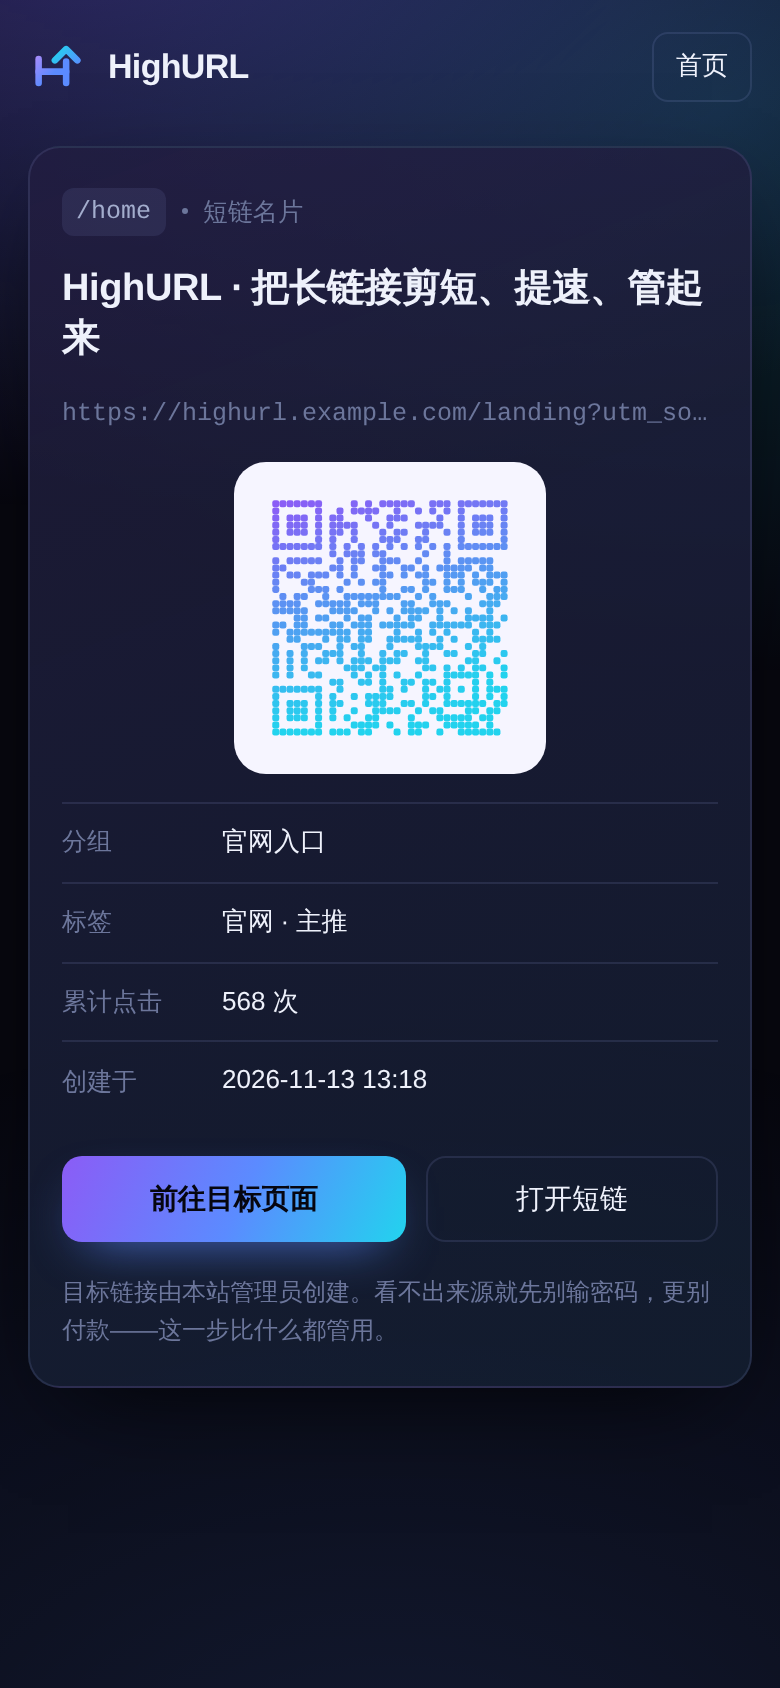 HighURL
首页
/home • 短链名片
HighURL · 把长链接剪短、提速、管起
来
https://highurl.example.com/landing?utm_so…
分组 官网入口
标签 官网 · 主推
累计点击 568 次
创建于 2026-11-13 13:18
前往目标页面 打开短链
目标链接由本站管理员创建。看不出来源就先别输密码，更别
付款——这一步比什么都管用。